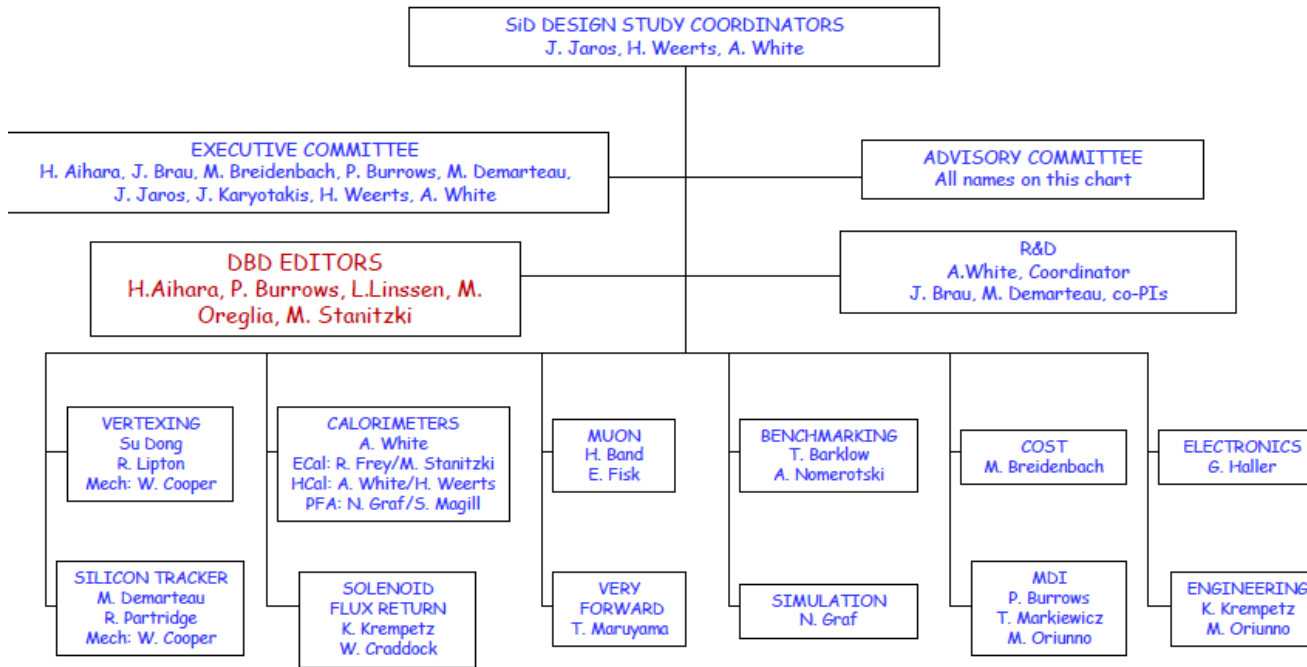 SiD DESIGN STUDY COORDINATORS
J. Jaros, H. Weerts, A. White
EXECUTIVE COMMITTEE
H. Aihara, J. Brau, M. Breidenbach, P. Burrows, M. Demarteau,
J. Jaros, J. Karyotakis, H. Weerts, A. White
ADVISORY COMMITTEE
All names on this chart
DBD EDITORS
H.Aihara, P. Burrows, L.Linssen, M.
Oreglia, M. Stanitzki
R&D
A.White, Coordinator
J. Brau, M. Demarteau, co-PIs
VERTEXING
Su Dong
R. Lipton
Mech: W. Cooper
CALORIMETERS
A. White
ECal: R. Frey/M. Stanitzki
HCal: A. White/H. Weerts
PFA: N. Graf/S. Magill
MUON
H. Band
E. Fisk
BENCHMARKING
T. Barklow
A. Nomerotski
COST
M. Breidenbach
ELECTRONICS
G. Haller
SILICON TRACKER
M. Demarteau
R. Partridge
Mech: W. Cooper
SOLENOID
FLUX RETURN
K. Krempetz
W. Craddock
VERY
FORWARD
T. Maruyama
SIMULATION
N. Graf
MDI
P. Burrows
T. Markiewicz
M. Oriunno
ENGINEERING
K. Krempetz
M. Oriunno